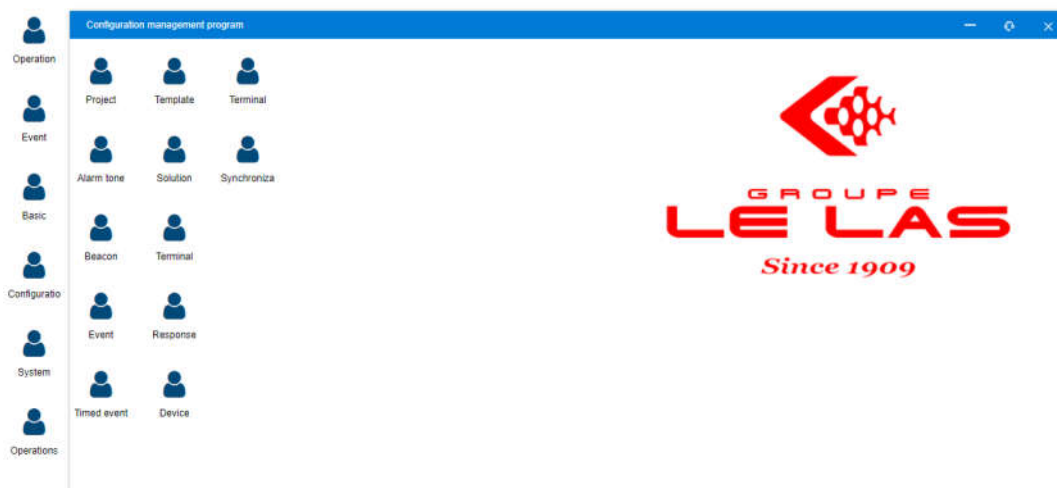 Configuration management program
Operation
Event
Basic
Configuratio
System
Operations
Project Template Terminal
Alarm tone Solution Synchroniza
Beacon Terminal
Event Response
Timed event Device
GROUPE
LE LAS
Since 1909